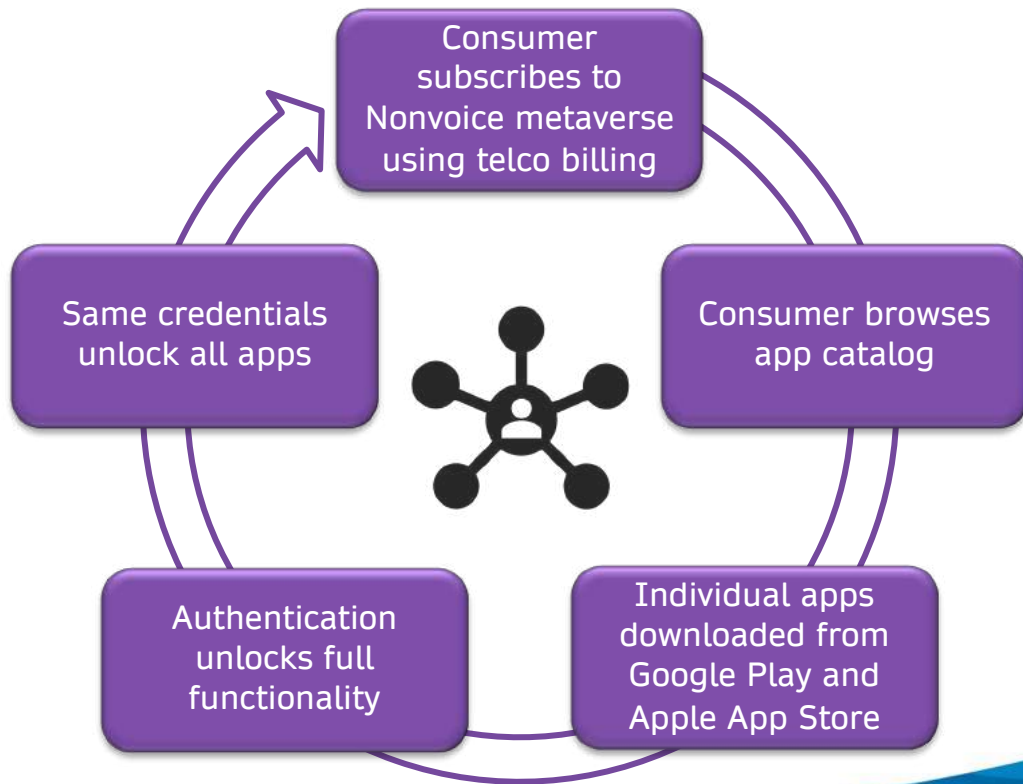 Consumer
subscribes to
Nonvoice metaverse
using telco billing
Consumer browses
app catalog
Individual apps
downloaded from
Google Play and
Apple App Store
Authentication
unlocks full
functionality
Same credentials
unlock all apps